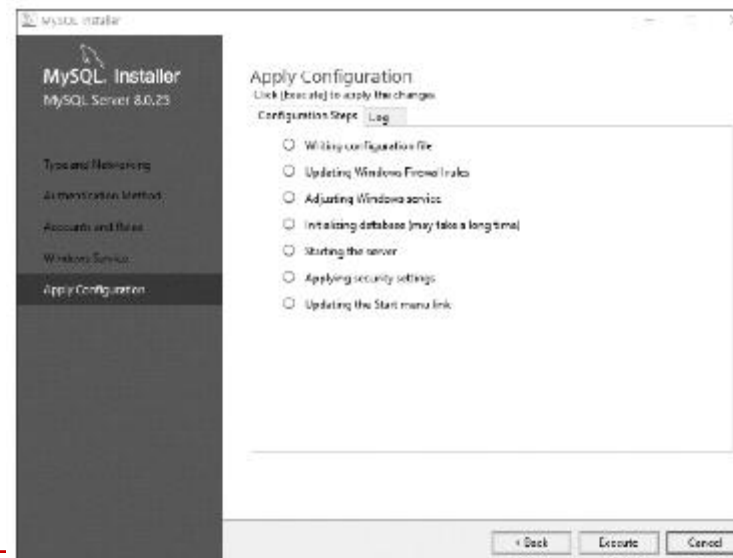 MySQL Installer
MySQL. Installer
MySQL Server 8.0.23
Type and Networking
Authentication Method
Accounts and Roles
Windows Service
Apply Configuration
Apply Configuration
Click [Execute] to apply the changes
Configuration Steps Log
Writing configuration file
Updating Windows Firewall rules
Adjusting Windows service
Initializing database (may take a long time)
Starting the server
Applying security settings
Updating the Start menu link
< Back Execute Cancel